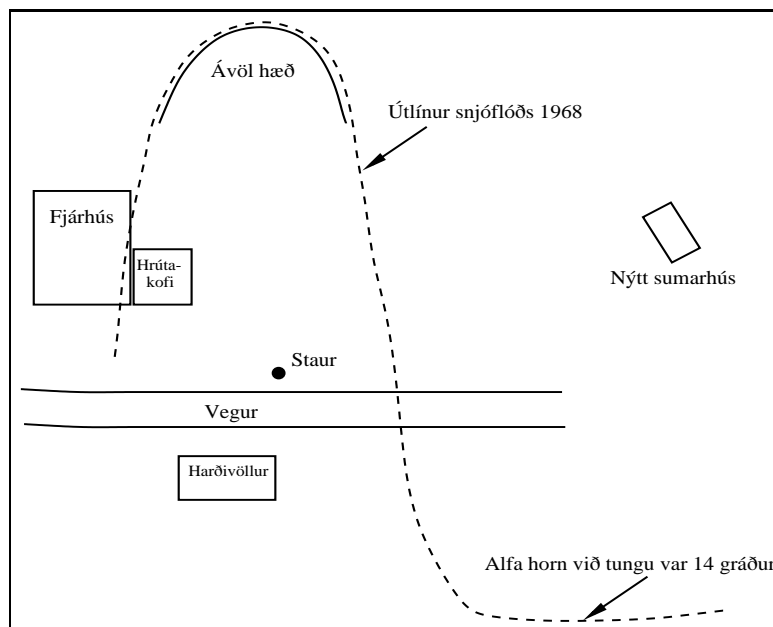 Ávöl hæð
Útlínur snjóflóðs 1968
Fjárhús
Hrúta-
kofi
Nýtt sumarhús
Staur
Vegur
Harðivöllur
Alfa horn við tungu var 14 gráður